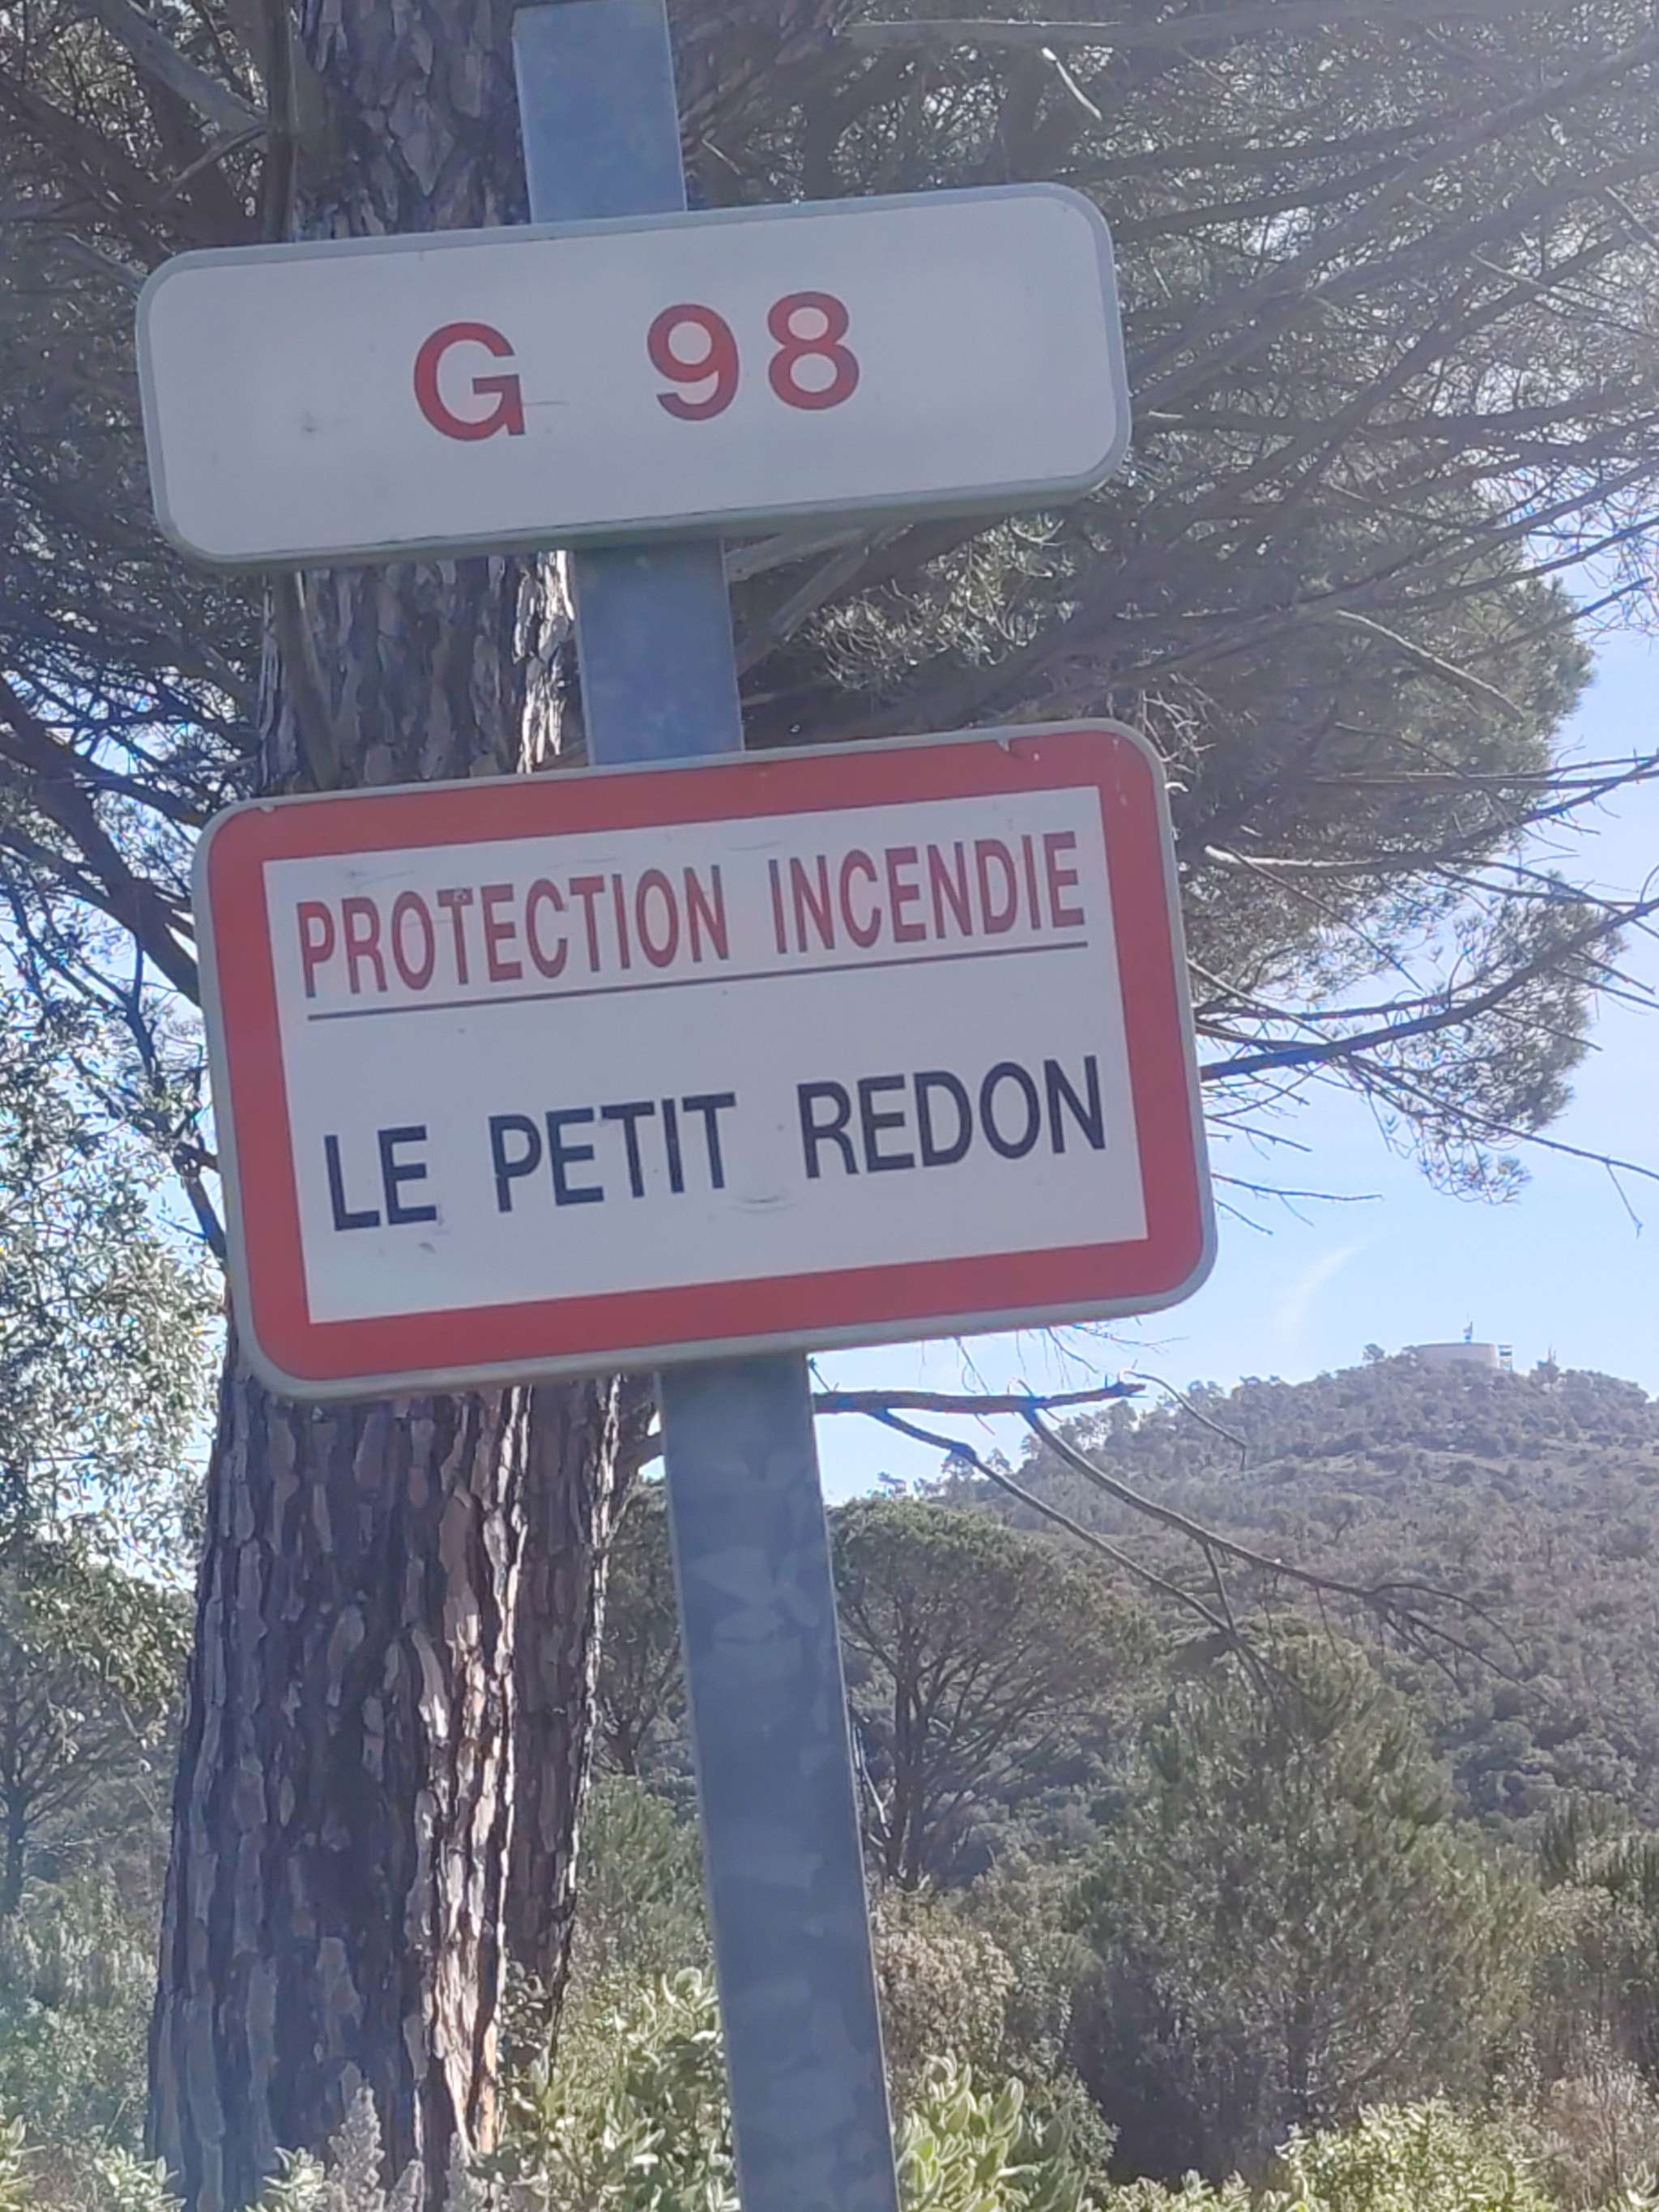 G 98
PROTECTION INCENDIE
LE PETIT REDON